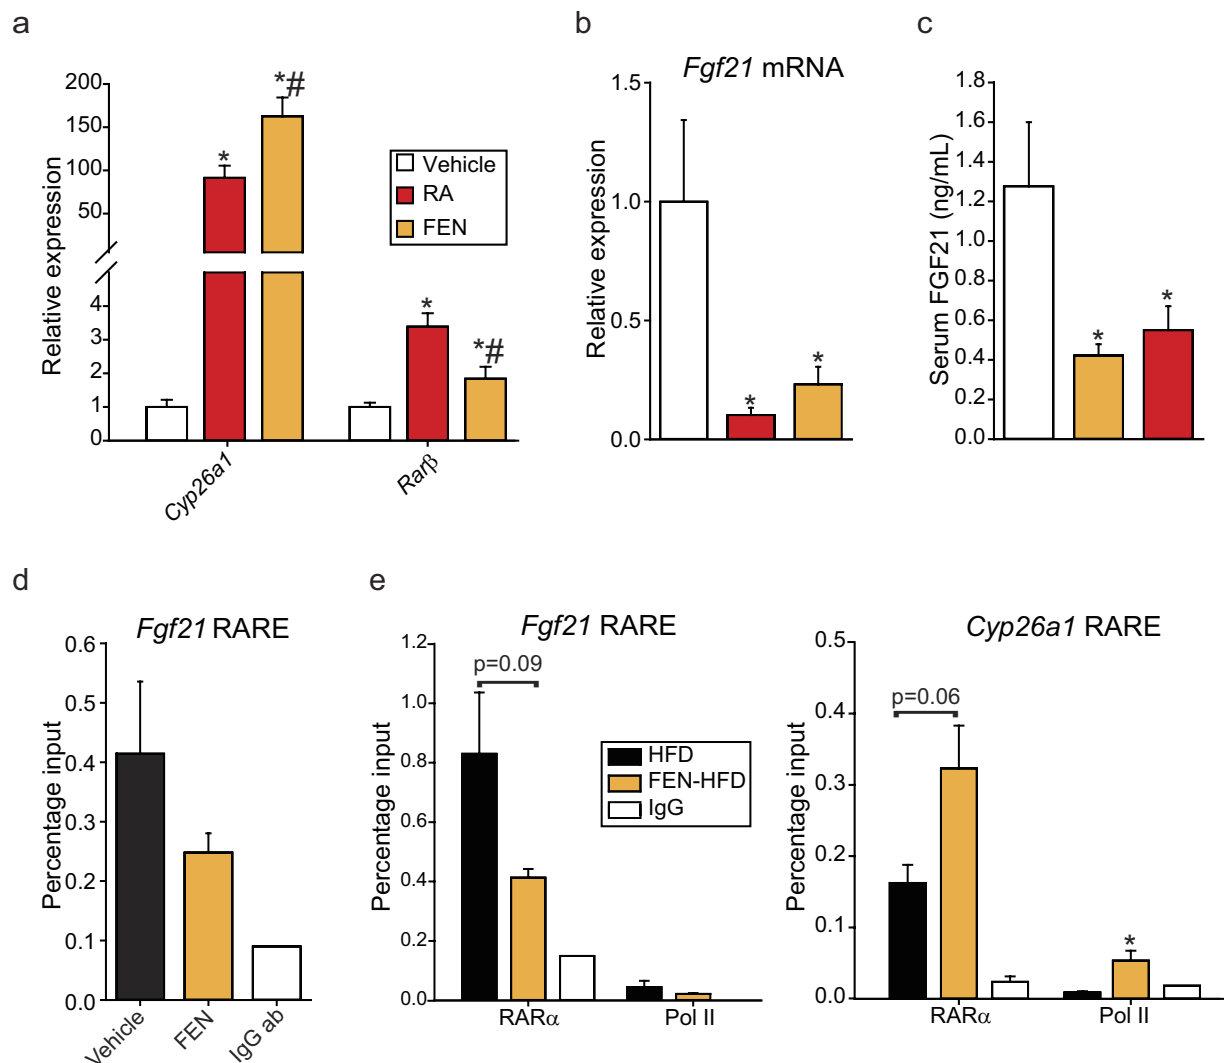 a
Relative expression
200
150
100
50
4
3
2
1
0
*
*#
*
*#
Cyp26a1
Rarβ
Vehicle
RA
FEN
b
Fgf21 mRNA
Relative expression
1.5
1.0
0.5
0.0
*
*
c
Serum FGF21 (ng/mL)
1.8
1.6
1.4
1.2
1.0
0.8
0.6
0.4
0.2
0.0
*
*
d
Fgf21 RARE
Percentage input
0.6
0.5
0.4
0.3
0.2
0.1
0.0
Vehicle
FEN
IgG ab
e
Fgf21 RARE
Percentage input
1.2
1.0
0.8
0.6
0.4
0.2
0.0
p=0.09
RARα
Pol II
HFD
FEN-HFD
IgG
Cyp26a1 RARE
Percentage input
0.5
0.4
0.3
0.2
0.1
0.0
p=0.06
*
RARα
Pol II